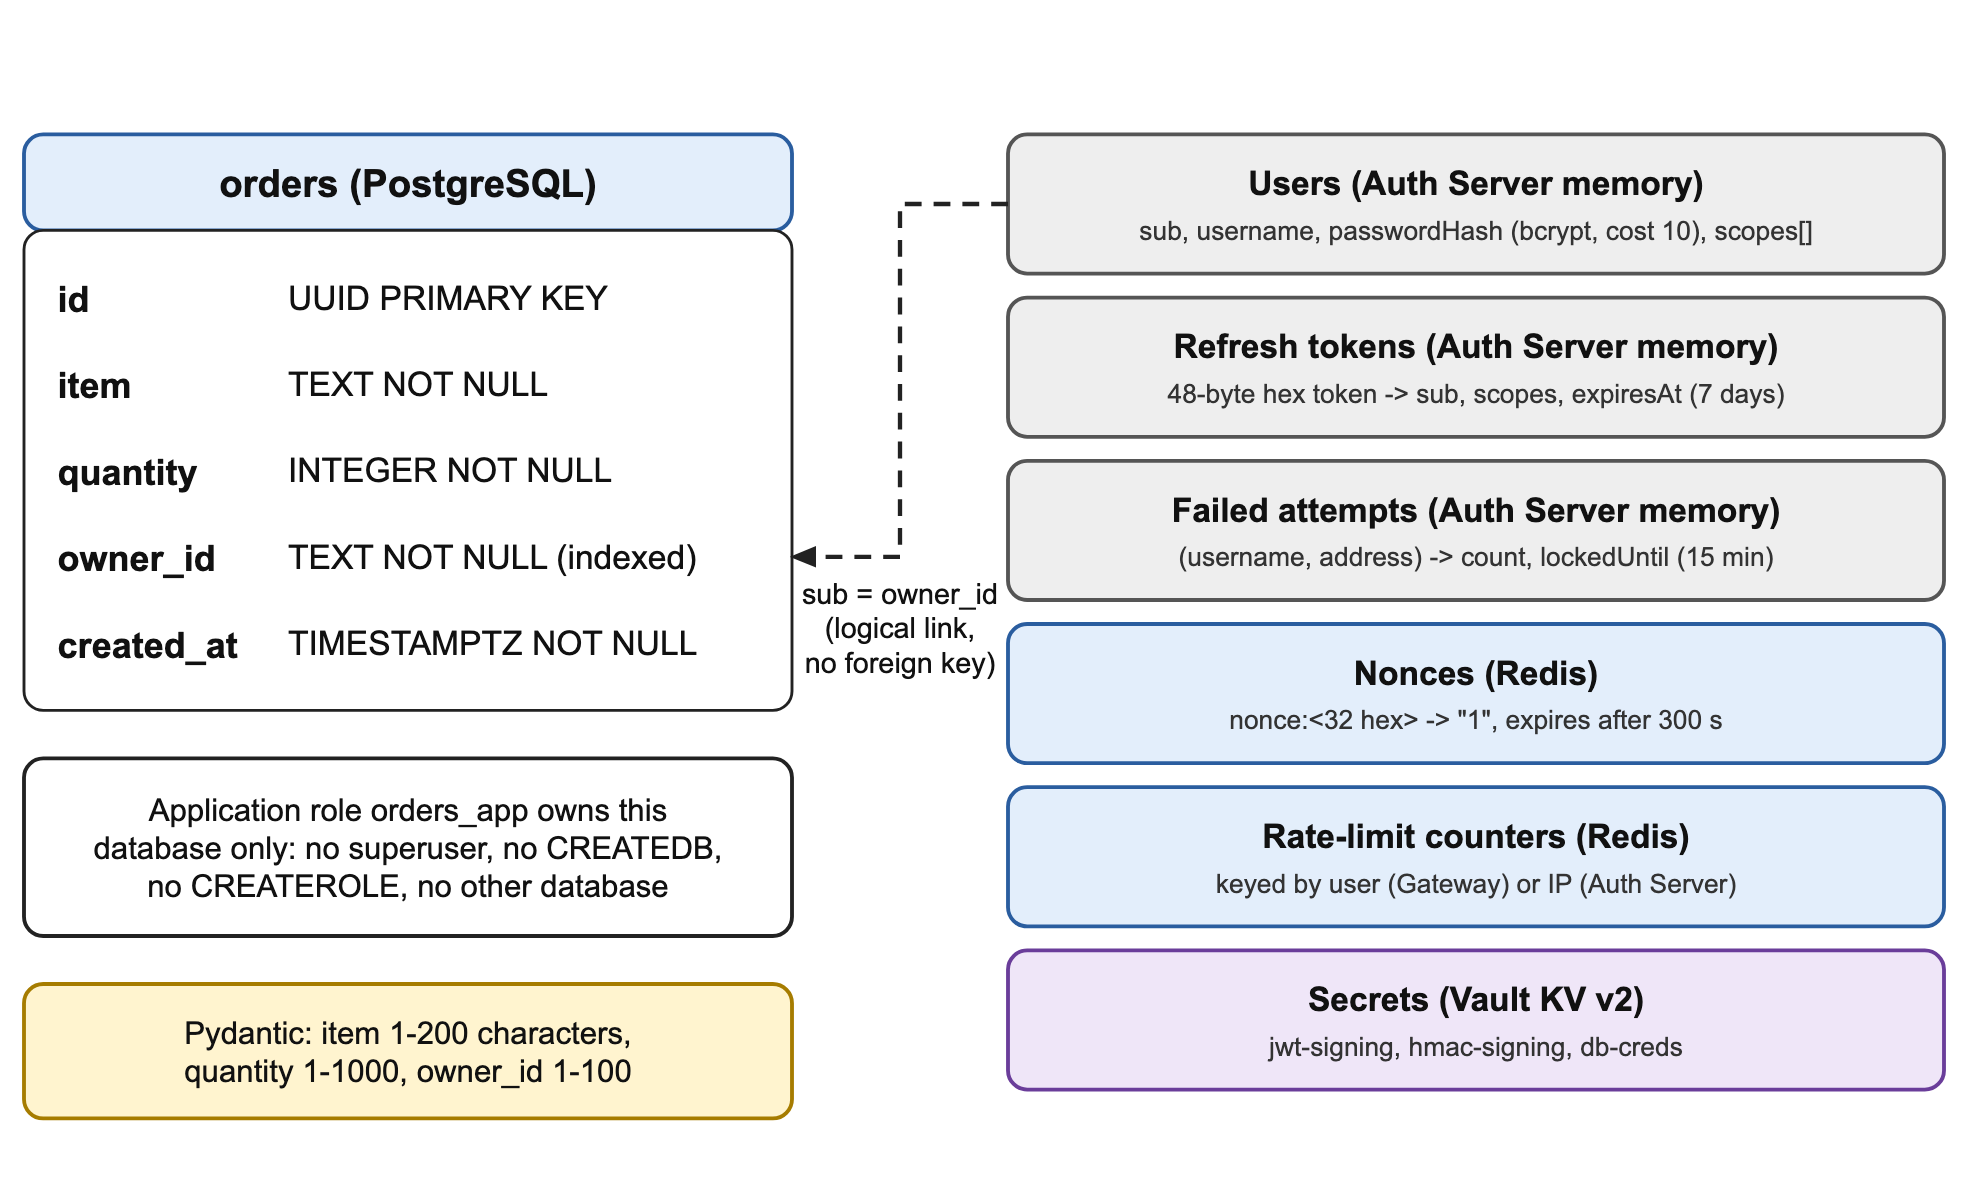 orders (PostgreSQL)
id UUID PRIMARY KEY
item TEXT NOT NULL
quantity INTEGER NOT NULL
owner_id TEXT NOT NULL (indexed)
created_at TIMESTAMPTZ NOT NULL
Application role orders_app owns this
database only: no superuser, no CREATEDB,
no CREATEROLE, no other database
Pydantic: item 1-200 characters,
quantity 1-1000, owner_id 1-100
sub = owner_id
(logical link,
no foreign key)
Users (Auth Server memory)
sub, username, passwordHash (bcrypt, cost 10), scopes[]
Refresh tokens (Auth Server memory)
48-byte hex token -> sub, scopes, expiresAt (7 days)
Failed attempts (Auth Server memory)
(username, address) -> count, lockedUntil (15 min)
Nonces (Redis)
nonce:<32 hex> -> "1", expires after 300 s
Rate-limit counters (Redis)
keyed by user (Gateway) or IP (Auth Server)
Secrets (Vault KV v2)
jwt-signing, hmac-signing, db-creds